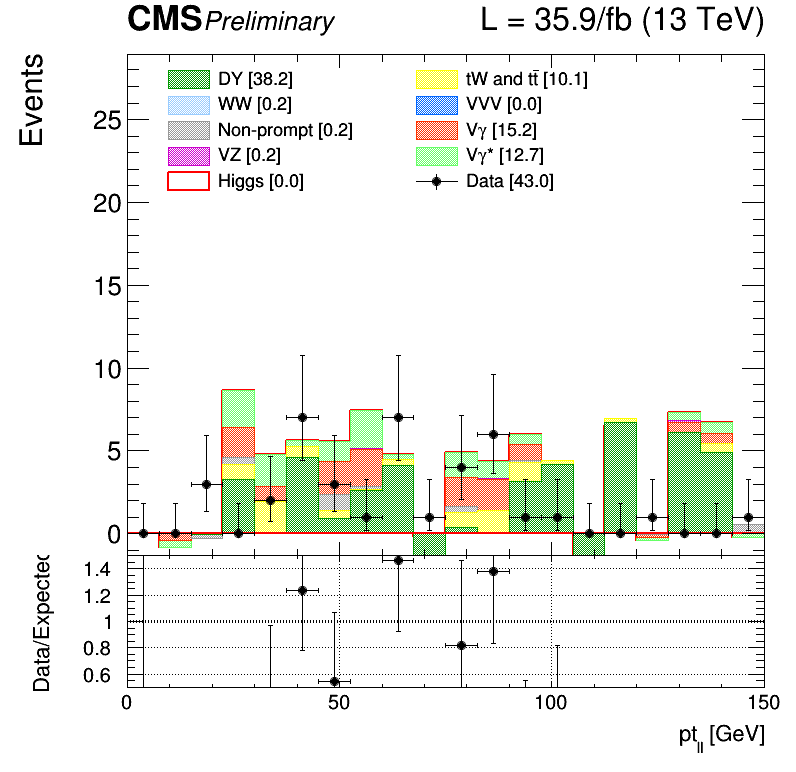 CMS Preliminary L = 35.9/fb (13 TeV)
Events
DY [38.2]
WW [0.2]
Non-prompt [0.2]
VZ [0.2]
Higgs [0.0]
tW and tt̄ [10.1]
VVV [0.0]
Vγ [15.2]
Vγ* [12.7]
Data [43.0]
25
20
15
10
5
0
Data/Expected
1.4
1.2
1
0.8
0.6
0 50 100 150
pt_ll [GeV]